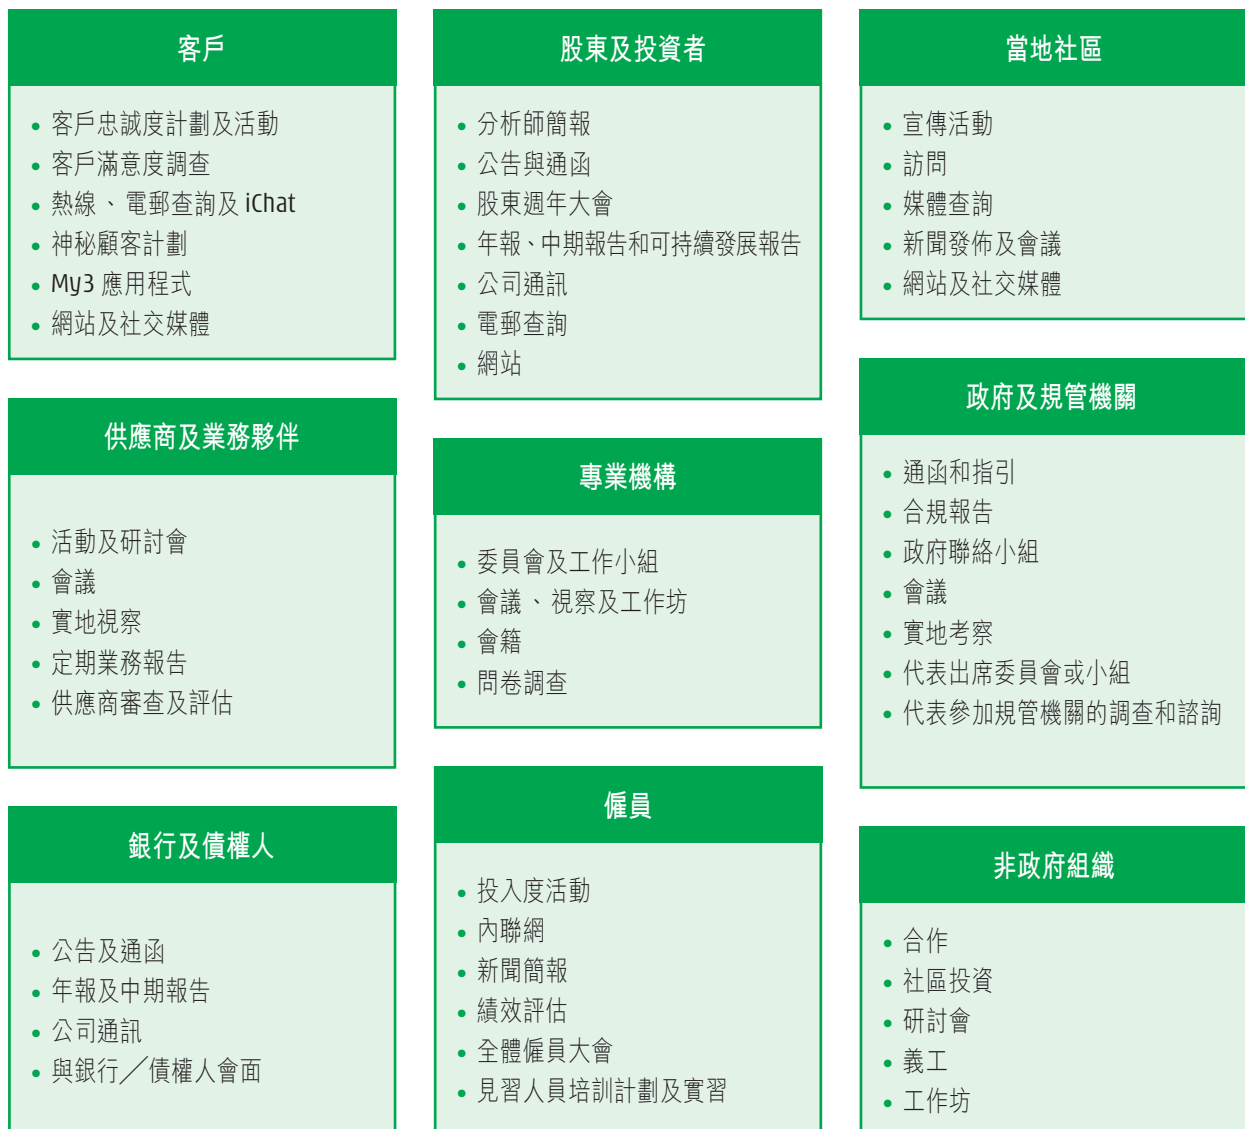 客戶
• 客戶忠誠度計劃及活動
• 客戶滿意度調查
• 熱線、電郵查詢及 iChat
• 神秘顧客計劃
• My3 應用程式
• 網站及社交媒體
供應商及業務夥伴
• 活動及研討會
• 會議
• 實地視察
• 定期業務報告
• 供應商審查及評估
銀行及債權人
• 公告及通函
• 年報及中期報告
• 公司通訊
• 與銀行／債權人會面
股東及投資者
• 分析師簡報
• 公告與通函
• 股東週年大會
• 年報、中期報告和可持續發展報告
• 公司通訊
• 電郵查詢
• 網站
專業機構
• 委員會及工作小組
• 會議、視察及工作坊
• 會籍
• 問卷調查
僱員
• 投入度活動
• 內聯網
• 新聞簡報
• 績效評估
• 全體僱員大會
• 見習人員培訓計劃及實習
當地社區
• 宣傳活動
• 訪問
• 媒體查詢
• 新聞發佈及會議
• 網站及社交媒體
政府及規管機關
• 通函和指引
• 合規報告
• 政府聯絡小組
• 會議
• 實地考察
• 代表出席委員會或小組
• 代表參加規管機關的調查和諮詢
非政府組織
• 合作
• 社區投資
• 研討會
• 義工
• 工作坊